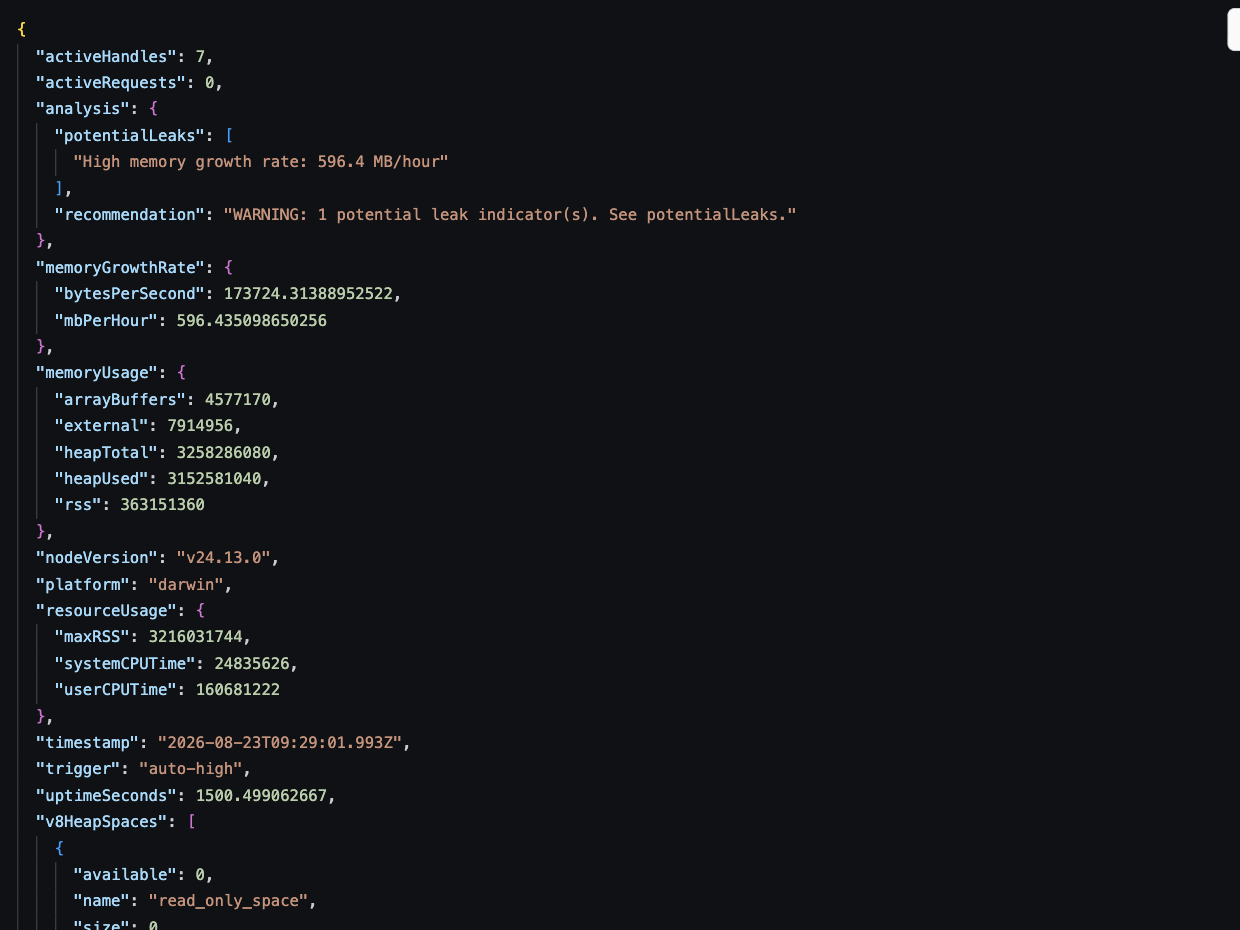 {
"activeHandles": 7,
"activeRequests": 0,
"analysis": {
"potentialLeaks": [
"High memory growth rate: 596.4 MB/hour"
],
"recommendation": "WARNING: 1 potential leak indicator(s). See potentialLeaks."
},
"memoryGrowthRate": {
"bytesPerSecond": 173724.31388952522,
"mbPerHour": 596.435098650256
},
"memoryUsage": {
"arrayBuffers": 4577170,
"external": 7914956,
"heapTotal": 3258286080,
"heapUsed": 3152581040,
"rss": 363151360
},
"nodeVersion": "v24.13.0",
"platform": "darwin",
"resourceUsage": {
"maxRSS": 3216031744,
"systemCPUTime": 24835626,
"userCPUTime": 160681222
},
"timestamp": "2026-08-23T09:29:01.993Z",
"trigger": "auto-high",
"uptimeSeconds": 1500.499062667,
"v8HeapSpaces": [
{
"available": 0,
"name": "read_only_space",
"size": 0